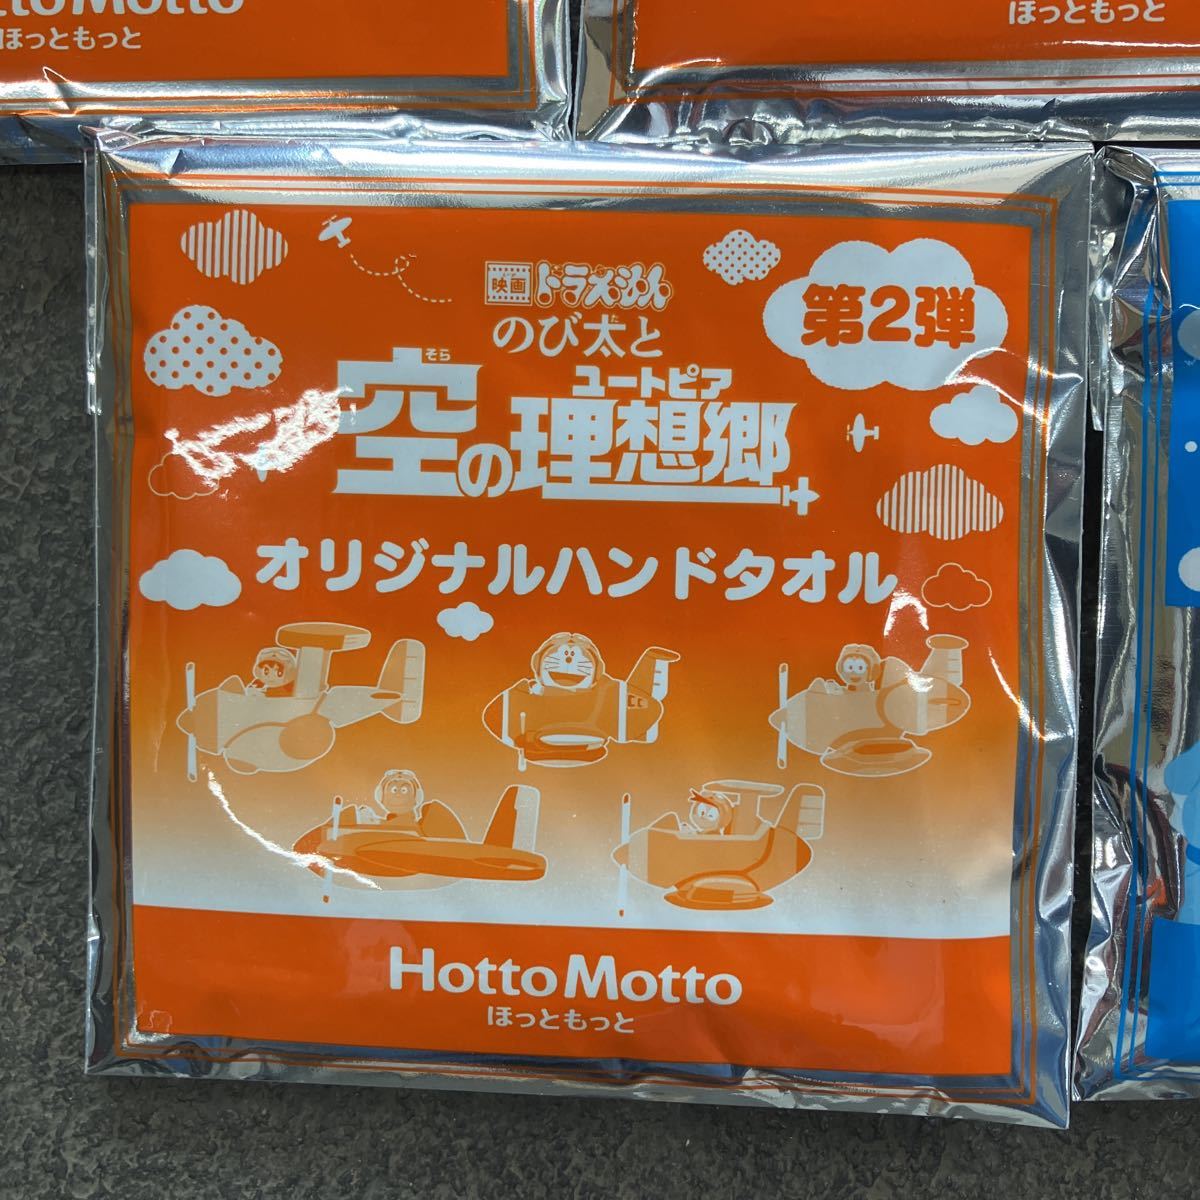 ttoMotto
ほっともっと
ほっともっと
映画ドラえもん
第2弾
のび太と
そら
ユートピア
空の理想郷
オリジナルハンドタオル
HottoMotto
ほっともっと